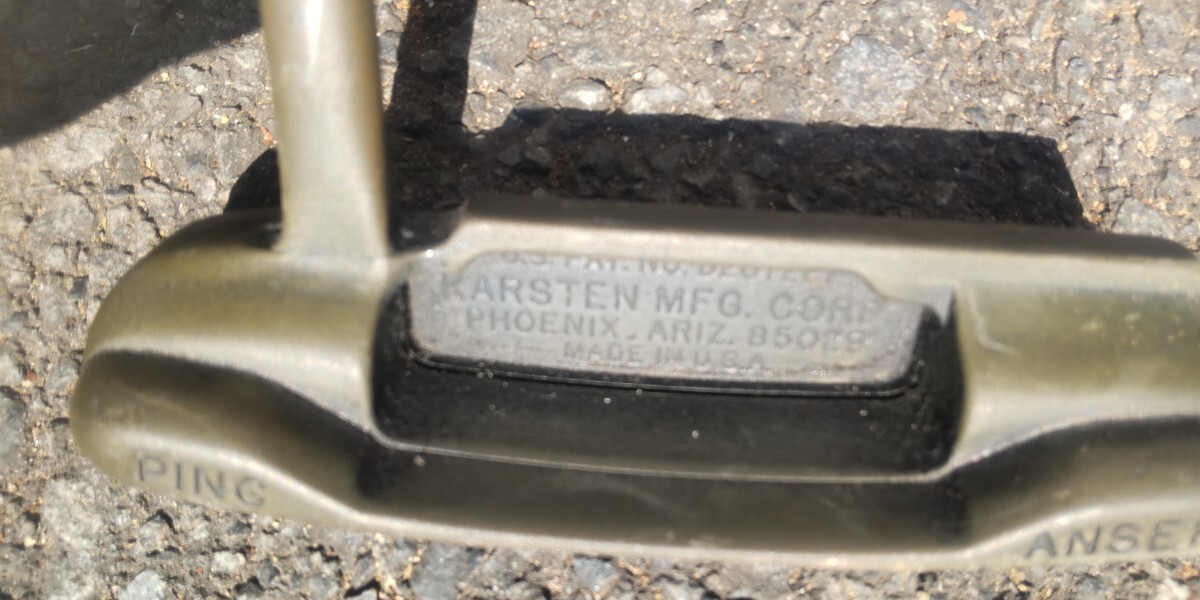 U.S. PAT. NO. D
KARSTEN MFG. CORP
PHOENIX, ARIZ. 85029
MADE IN U.S.A.
PING
ANSER